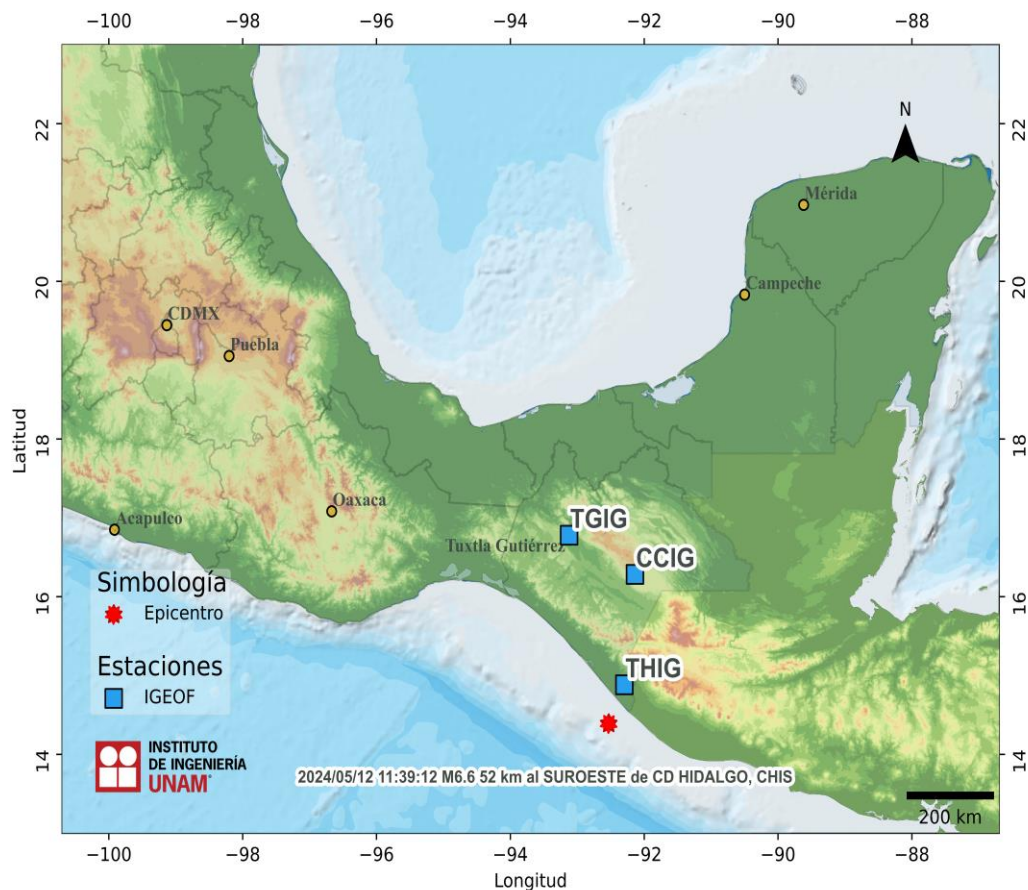 −100 −98 −96 −94 −92 −90 −88
22 22
N
Mérida
20 20
Campeche
CDMX
Puebla
Latitud
18 18
Oaxaca
Acapulco
TGIG
Tuxtla Gutiérrez
CCIG
16 16
Simbología
Epicentro
Estaciones
IGEOF
THIG
14 14
INSTITUTO
DE INGENIERÍA
UNAM®
2024/05/12 11:39:12 M6.6 52 km al SUROESTE de CD HIDALGO, CHIS
200 km
−100 −98 −96 −94 −92 −90 −88
Longitud